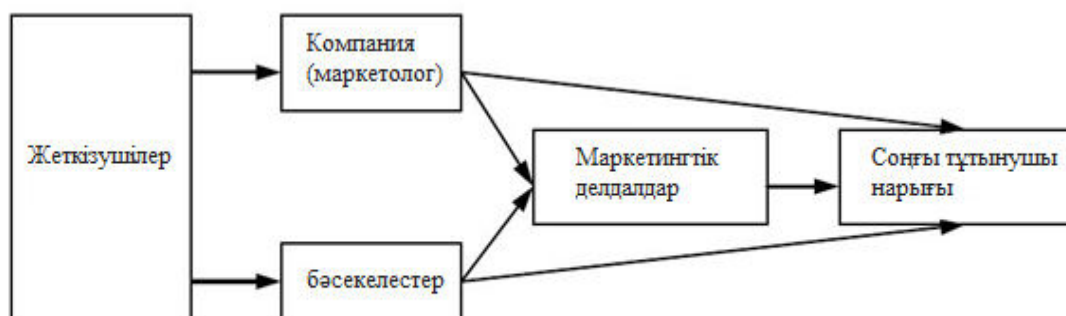 Жеткізушілер
Компания
(маркетолог)
Маркетингтік
делдалдар
Соңғы тұтынушы
нарығы
бәсекелестер